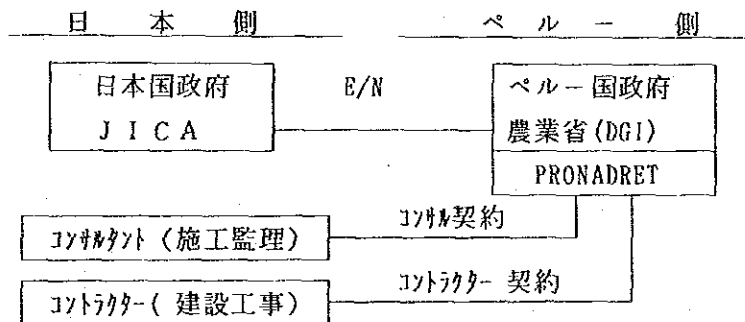 日 本 側 ペ ル ー 側
日本国政府 E/N ペルー国政府
J I C A 農業省(DGI)
PRONADRET
コンサル契約
コンサルタント (施工監理)
コントラクター 契約
コントラクター( 建設工事)